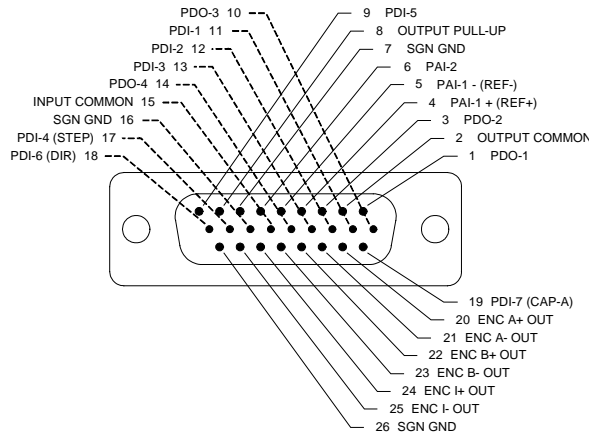 PDO-3 10
PDI-1 11
PDI-2 12
PDI-3 13
PDO-4 14
INPUT COMMON 15
SGN GND 16
PDI-4 (STEP) 17
PDI-6 (DIR) 18
9 PDI-5
8 OUTPUT PULL-UP
7 SGN GND
6 PAI-2
5 PAI-1 - (REF-)
4 PAI-1 + (REF+)
3 PDO-2
2 OUTPUT COMMON
1 PDO-1
19 PDI-7 (CAP-A)
20 ENC A+ OUT
21 ENC A- OUT
22 ENC B+ OUT
23 ENC B- OUT
24 ENC I+ OUT
25 ENC I- OUT
26 SGN GND